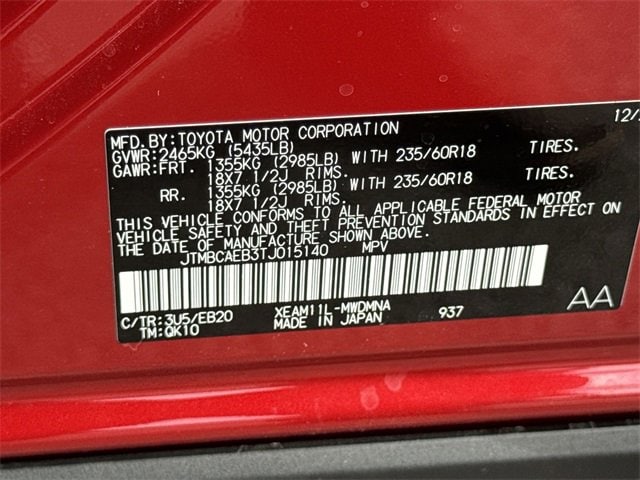 12/
MFD.BY:TOYOTA MOTOR CORPORATION
GVWR:2465KG (5435LB)
GAWR:FRT. 1355KG (2985LB) WITH 235/60R18 TIRES.
18X7 1/2J RIMS.
RR. 1355KG (2985LB) WITH 235/60R18 TIRES.
18X7 1/2J RIMS.
THIS VEHICLE CONFORMS TO ALL APPLICABLE FEDERAL MOTOR
VEHICLE SAFETY AND THEFT PREVENTION STANDARDS IN EFFECT ON
THE DATE OF MANUFACTURE SHOWN ABOVE.
JTMBCAEB3TJ015140 MPV
C/TR:3U5/EB20 XEAM11L-MWDMNA 937 AA
TM:QK10 MADE IN JAPAN